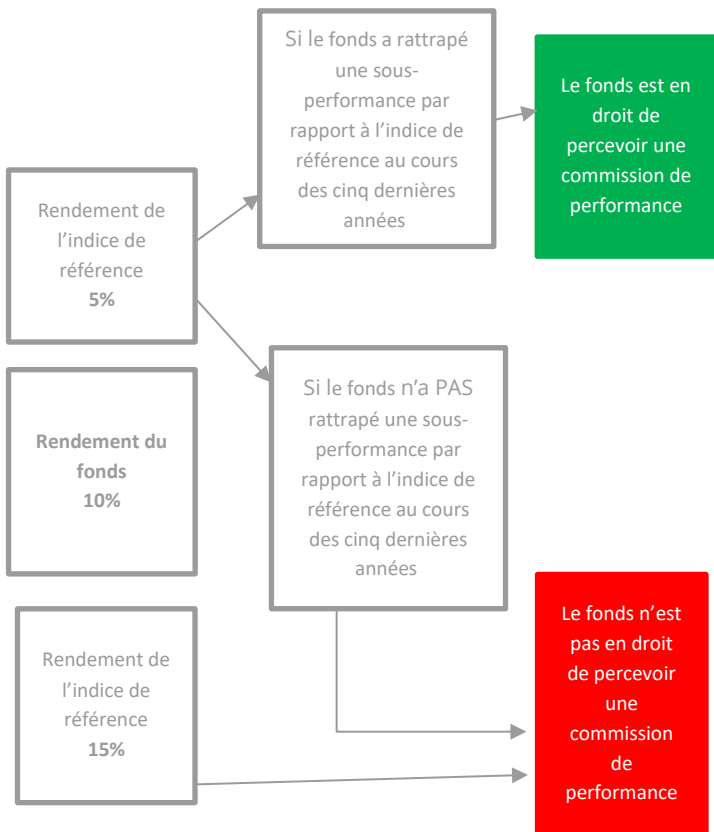 Si le fonds a rattrapé
une sous-
performance par
rapport à l'indice de
référence au cours
des cinq dernières
années
Le fonds est en
droit de
percevoir une
commission de
performance
Rendement de
l'indice de
référence
5%
Si le fonds n'a PAS
rattrapé une sous-
performance par
rapport à l'indice de
référence au cours
des cinq dernières
années
Rendement du
fonds
10%
Rendement de
l'indice de
référence
15%
Le fonds n'est
pas en droit
de percevoir
une
commission
de
performance